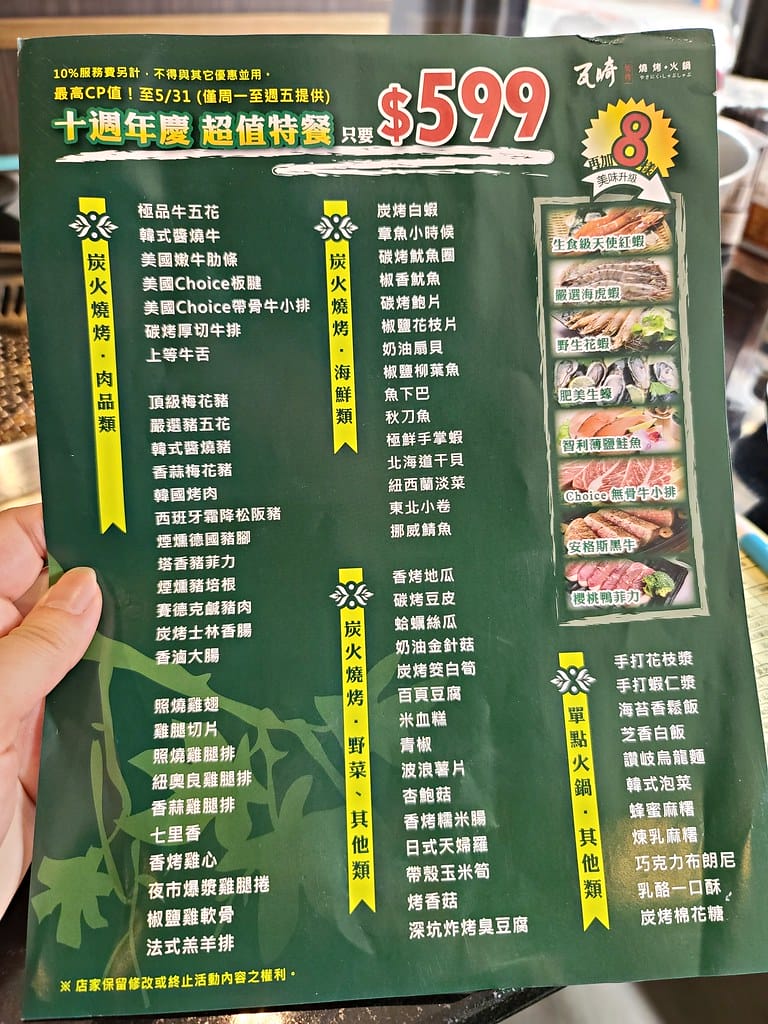 10%服務費另計，不得與其它優惠並用。
最高CP值！至5/31 (僅周一至週五提供)
十週年慶 超值特餐 只要 $599
瓦崎 燒烤•火鍋
やきにく•しゃぶしゃぶ
再加8樣
美味升級
炭火燒烤•肉品類
極品牛五花
韓式醬燒牛
美國嫩牛肋條
美國Choice板腱
美國Choice帶骨牛小排
碳烤厚切牛排
上等牛舌
頂級梅花豬
嚴選豬五花
韓式醬燒豬
香蒜梅花豬
韓國烤肉
西班牙霜降松阪豬
煙燻德國豬腳
塔香豬菲力
煙燻豬培根
賽德克鹹豬肉
炭烤士林香腸
香滷大腸
照燒雞翅
雞腿切片
照燒雞腿排
紐奧良雞腿排
香蒜雞腿排
七里香
香烤雞心
夜市爆漿雞腿捲
椒鹽雞軟骨
法式羔羊排
炭火燒烤•海鮮類
炭烤白蝦
章魚小時候
碳烤魷魚圈
椒香魷魚
碳烤鮑片
椒鹽花枝片
奶油扇貝
椒鹽柳葉魚
魚下巴
秋刀魚
極鮮手掌蝦
北海道干貝
紐西蘭淡菜
東北小卷
挪威鯖魚
炭火燒烤•野菜、其他類
香烤地瓜
碳烤豆皮
蛤蠣絲瓜
奶油金針菇
炭烤筊白筍
百頁豆腐
米血糕
青椒
波浪薯片
杏鮑菇
香烤糯米腸
日式天婦羅
帶殼玉米筍
烤香菇
深坑炸烤臭豆腐
生食級天使紅蝦
嚴選海虎蝦
野生花蝦
肥美生蠔
智利薄鹽鮭魚
Choice 無骨牛小排
安格斯黑牛
櫻桃鴨菲力
單點火鍋•其他類
手打花枝漿
手打蝦仁漿
海苔香鬆飯
芝香白飯
讚岐烏龍麵
韓式泡菜
蜂蜜麻糬
煉乳麻糬
巧克力布朗尼
乳酪一口酥
炭烤棉花糖
※ 店家保留修改或終止活動內容之權利。